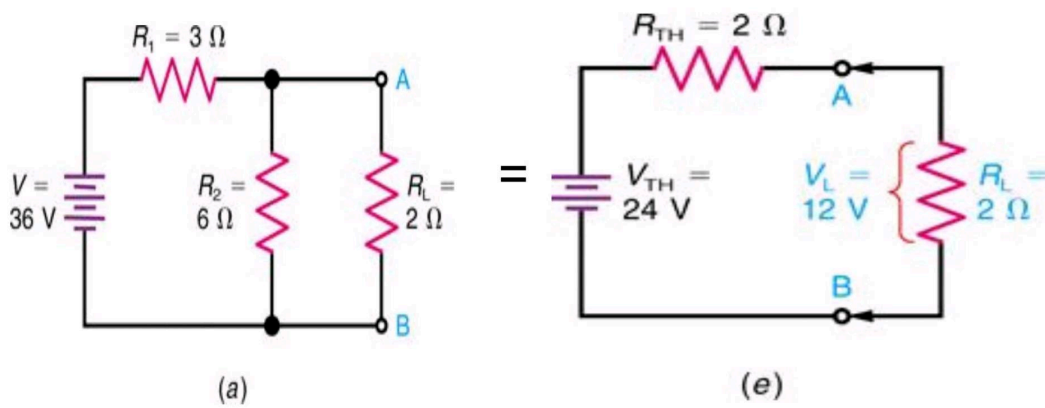 R₁ = 3 Ω
A
V =
36 V
R₂ =
6 Ω
R_L =
2 Ω
B
(a)
=
R_TH = 2 Ω
A
V_TH =
24 V
V_L =
12 V
R_L =
2 Ω
B
(e)